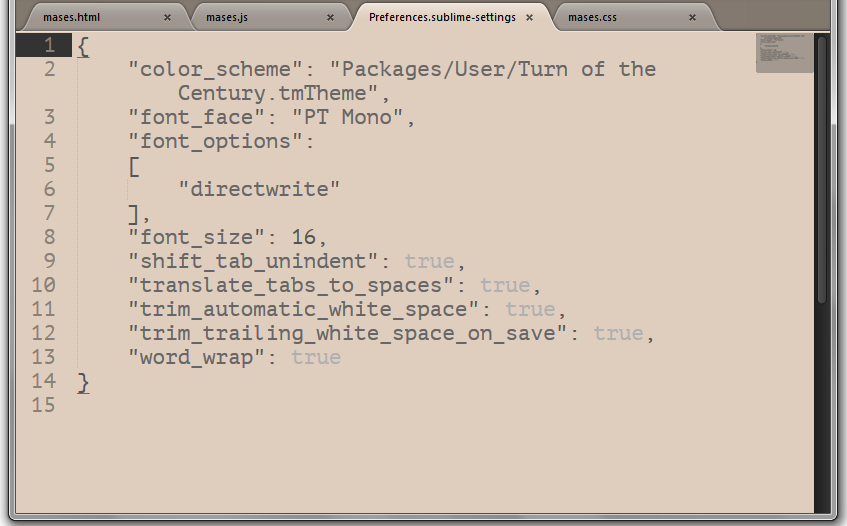 mases.html × mases.js × Preferences.sublime-settings × mases.css ×
1 {
2 "color_scheme": "Packages/User/Turn of the
Century.tmTheme",
3 "font_face": "PT Mono",
4 "font_options":
5 [
6 "directwrite"
7 ],
8 "font_size": 16,
9 "shift_tab_unindent": true,
10 "translate_tabs_to_spaces": true,
11 "trim_automatic_white_space": true,
12 "trim_trailing_white_space_on_save": true,
13 "word_wrap": true
14 }
15